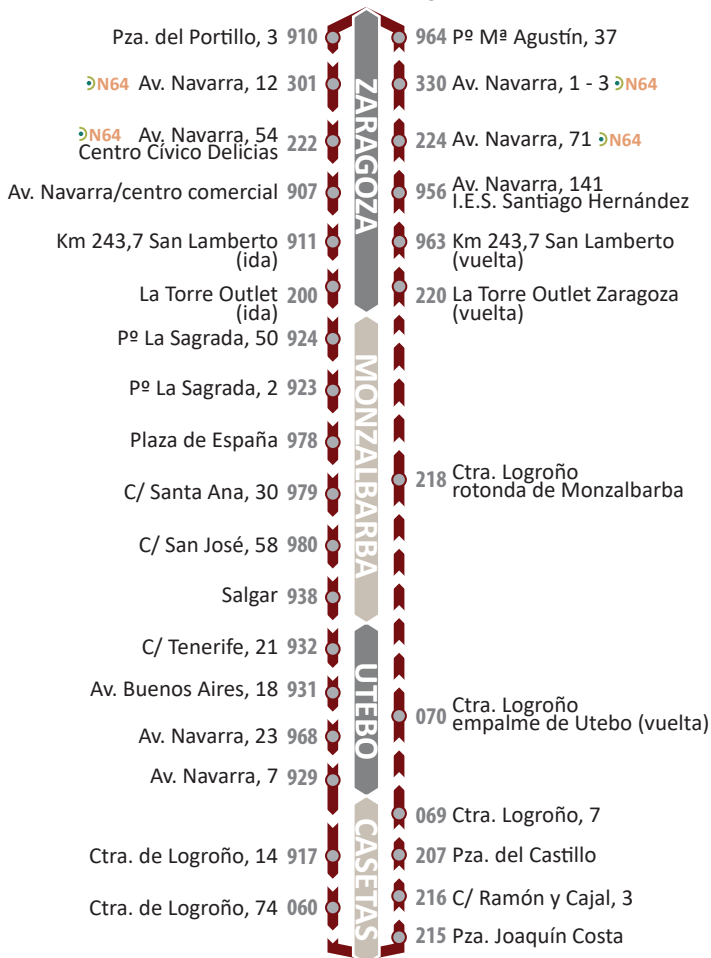 Pza. del Portillo, 3 910
N64 Av. Navarra, 12 301
N64 Av. Navarra, 54
Centro Cívico Delicias 222
Av. Navarra/centro comercial 907
Km 243,7 San Lamberto 911
(ida)
La Torre Outlet 200
(ida)
Pº La Sagrada, 50 924
Pº La Sagrada, 2 923
Plaza de España 978
C/ Santa Ana, 30 979
C/ San José, 58 980
Salgar 938
C/ Tenerife, 21 932
Av. Buenos Aires, 18 931
Av. Navarra, 23 968
Av. Navarra, 7 929
Ctra. de Logroño, 14 917
Ctra. de Logroño, 74 060
ZARAGOZA
MONZALBARBA
UTEBO
CASETAS
964 Pº Mª Agustín, 37
330 Av. Navarra, 1 - 3 N64
224 Av. Navarra, 71 N64
956 Av. Navarra, 141
I.E.S. Santiago Hernández
963 Km 243,7 San Lamberto
(vuelta)
220 La Torre Outlet Zaragoza
(vuelta)
218 Ctra. Logroño
rotonda de Monzalbarba
070 Ctra. Logroño
empalme de Utebo (vuelta)
069 Ctra. Logroño, 7
207 Pza. del Castillo
216 C/ Ramón y Cajal, 3
215 Pza. Joaquín Costa